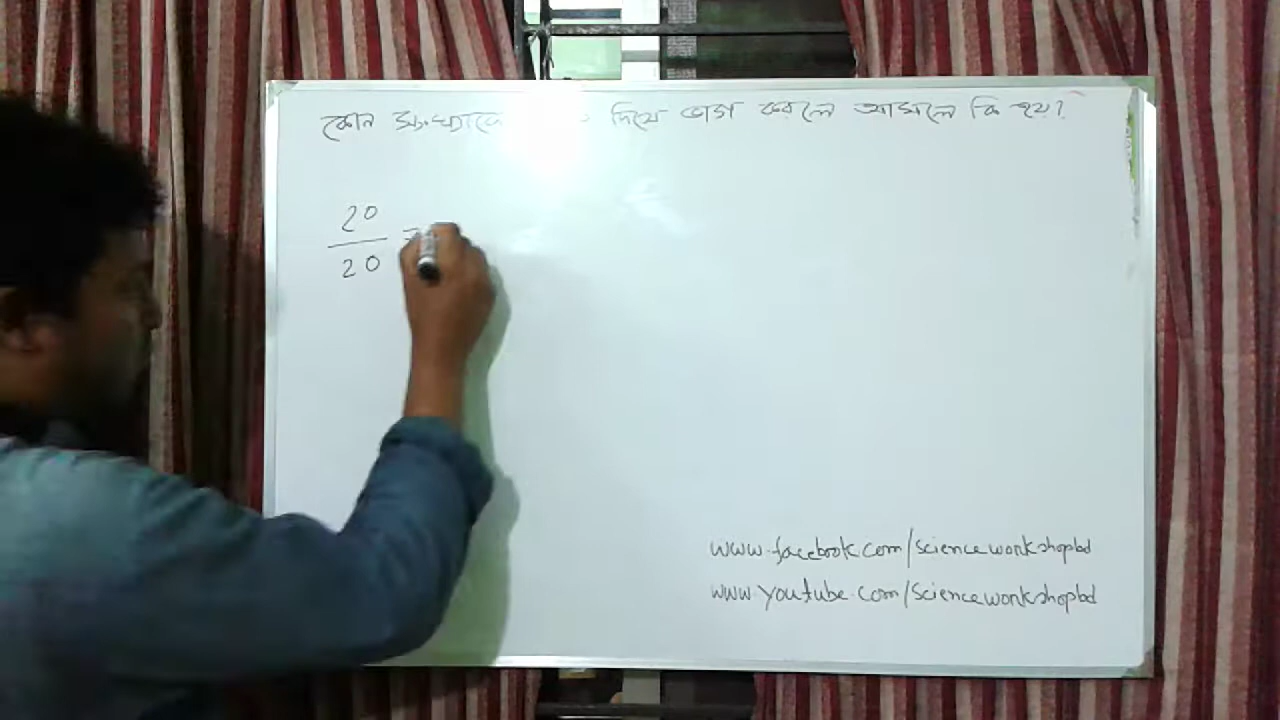 কোন সংখ্যাকে দিয়ে ভাগ করলে আসলে কি হয়?
20
20 =
www.facebook.com/scienceworkshopbd
www.youtube.com/scienceworkshopbd